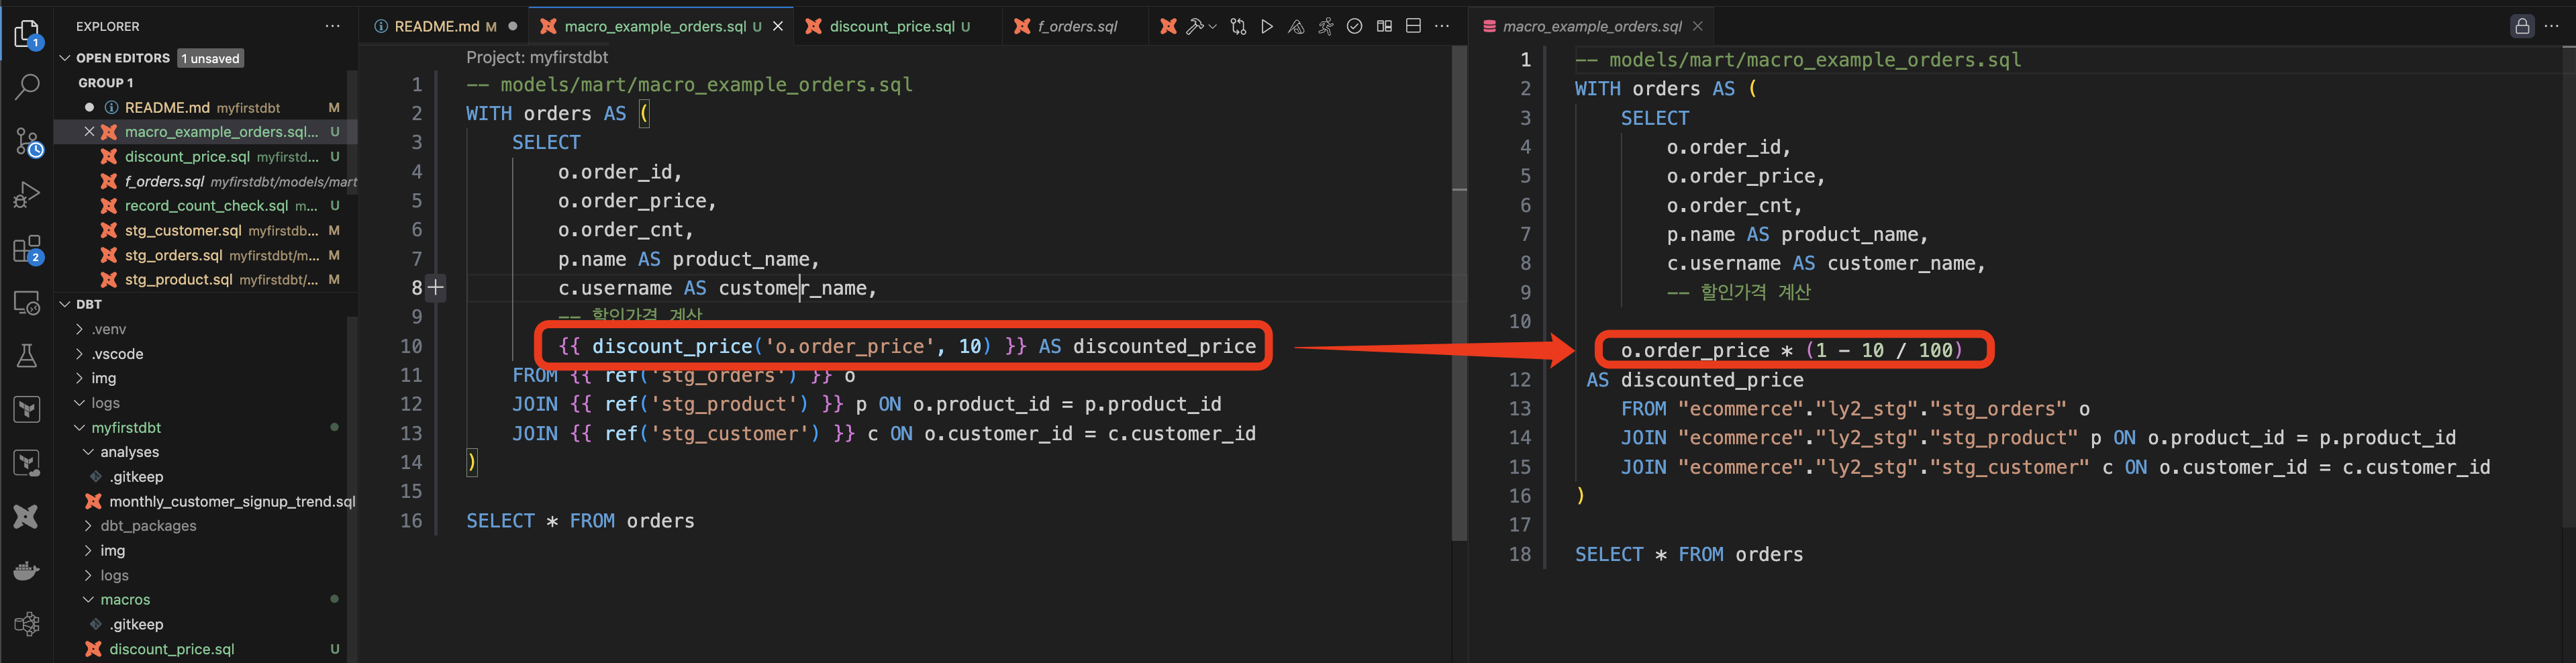 EXPLORER
OPEN EDITORS 1 unsaved
GROUP 1
README.md myfirstdbt M
macro_example_orders.sql... U
discount_price.sql myfirstd... U
f_orders.sql myfirstdbt/models/mart
record_count_check.sql m... U
stg_customer.sql myfirstdb... M
stg_orders.sql myfirstdbt/m... M
stg_product.sql myfirstdbt/... M
DBT
.venv
.vscode
img
logs
myfirstdbt
analyses
.gitkeep
monthly_customer_signup_trend.sql
dbt_packages
img
logs
macros
.gitkeep
discount_price.sql U
1
2
README.md M
macro_example_orders.sql U
discount_price.sql U
f_orders.sql
Project: myfirstdbt
1 -- models/mart/macro_example_orders.sql
2 WITH orders AS (
3 SELECT
4 o.order_id,
5 o.order_price,
6 o.order_cnt,
7 p.name AS product_name,
8 c.username AS customer_name,
9 -- 할인가격 계산
10 {{ discount_price('o.order_price', 10) }} AS discounted_price
11 FROM {{ ref('stg_orders') }} o
12 JOIN {{ ref('stg_product') }} p ON o.product_id = p.product_id
13 JOIN {{ ref('stg_customer') }} c ON o.customer_id = c.customer_id
14 )
15
16 SELECT * FROM orders
macro_example_orders.sql
1 -- models/mart/macro_example_orders.sql
2 WITH orders AS (
3 SELECT
4 o.order_id,
5 o.order_price,
6 o.order_cnt,
7 p.name AS product_name,
8 c.username AS customer_name,
9 -- 할인가격 계산
10
o.order_price * (1 - 10 / 100)
12 AS discounted_price
13 FROM "ecommerce"."ly2_stg"."stg_orders" o
14 JOIN "ecommerce"."ly2_stg"."stg_product" p ON o.product_id = p.product_id
15 JOIN "ecommerce"."ly2_stg"."stg_customer" c ON o.customer_id = c.customer_id
16 )
17
18 SELECT * FROM orders